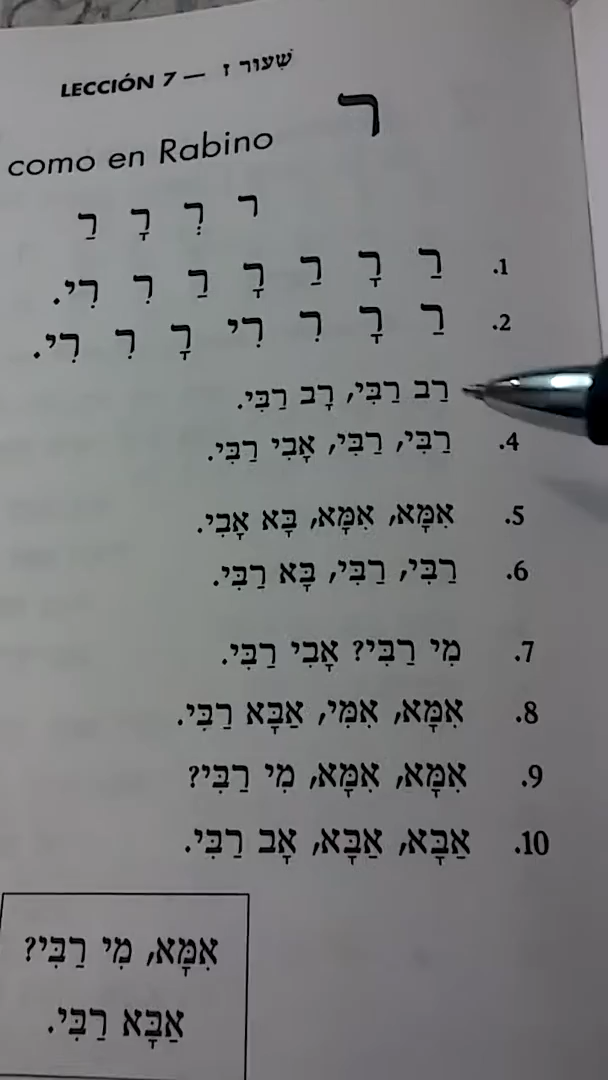 LECCIÓN 7 — שִׁעוּר ז
ר
como en Rabino
ר רְ רָ רַ
1. רַ רָ רַ רָ רַ רִ רִי.
2. רַ רָ רִ רִי רָ רִ רִי.
רַב רַבִּי, רָב רַבִּי.
4. רַבִּי, רַבִּי, אָבִי רַבִּי.
5. אִמָּא, אִמָּא, בָּא אָבִי.
6. רַבִּי, רַבִּי, בָּא רַבִּי.
7. מִי רַבִּי? אָבִי רַבִּי.
8. אִמָּא, אִמִּי, אַבָּא רַבִּי.
9. אִמָּא, אִמָּא, מִי רַבִּי?
10. אַבָּא, אַבָּא, אָב רַבִּי.
אִמָּא, מִי רַבִּי?
אַבָּא רַבִּי.